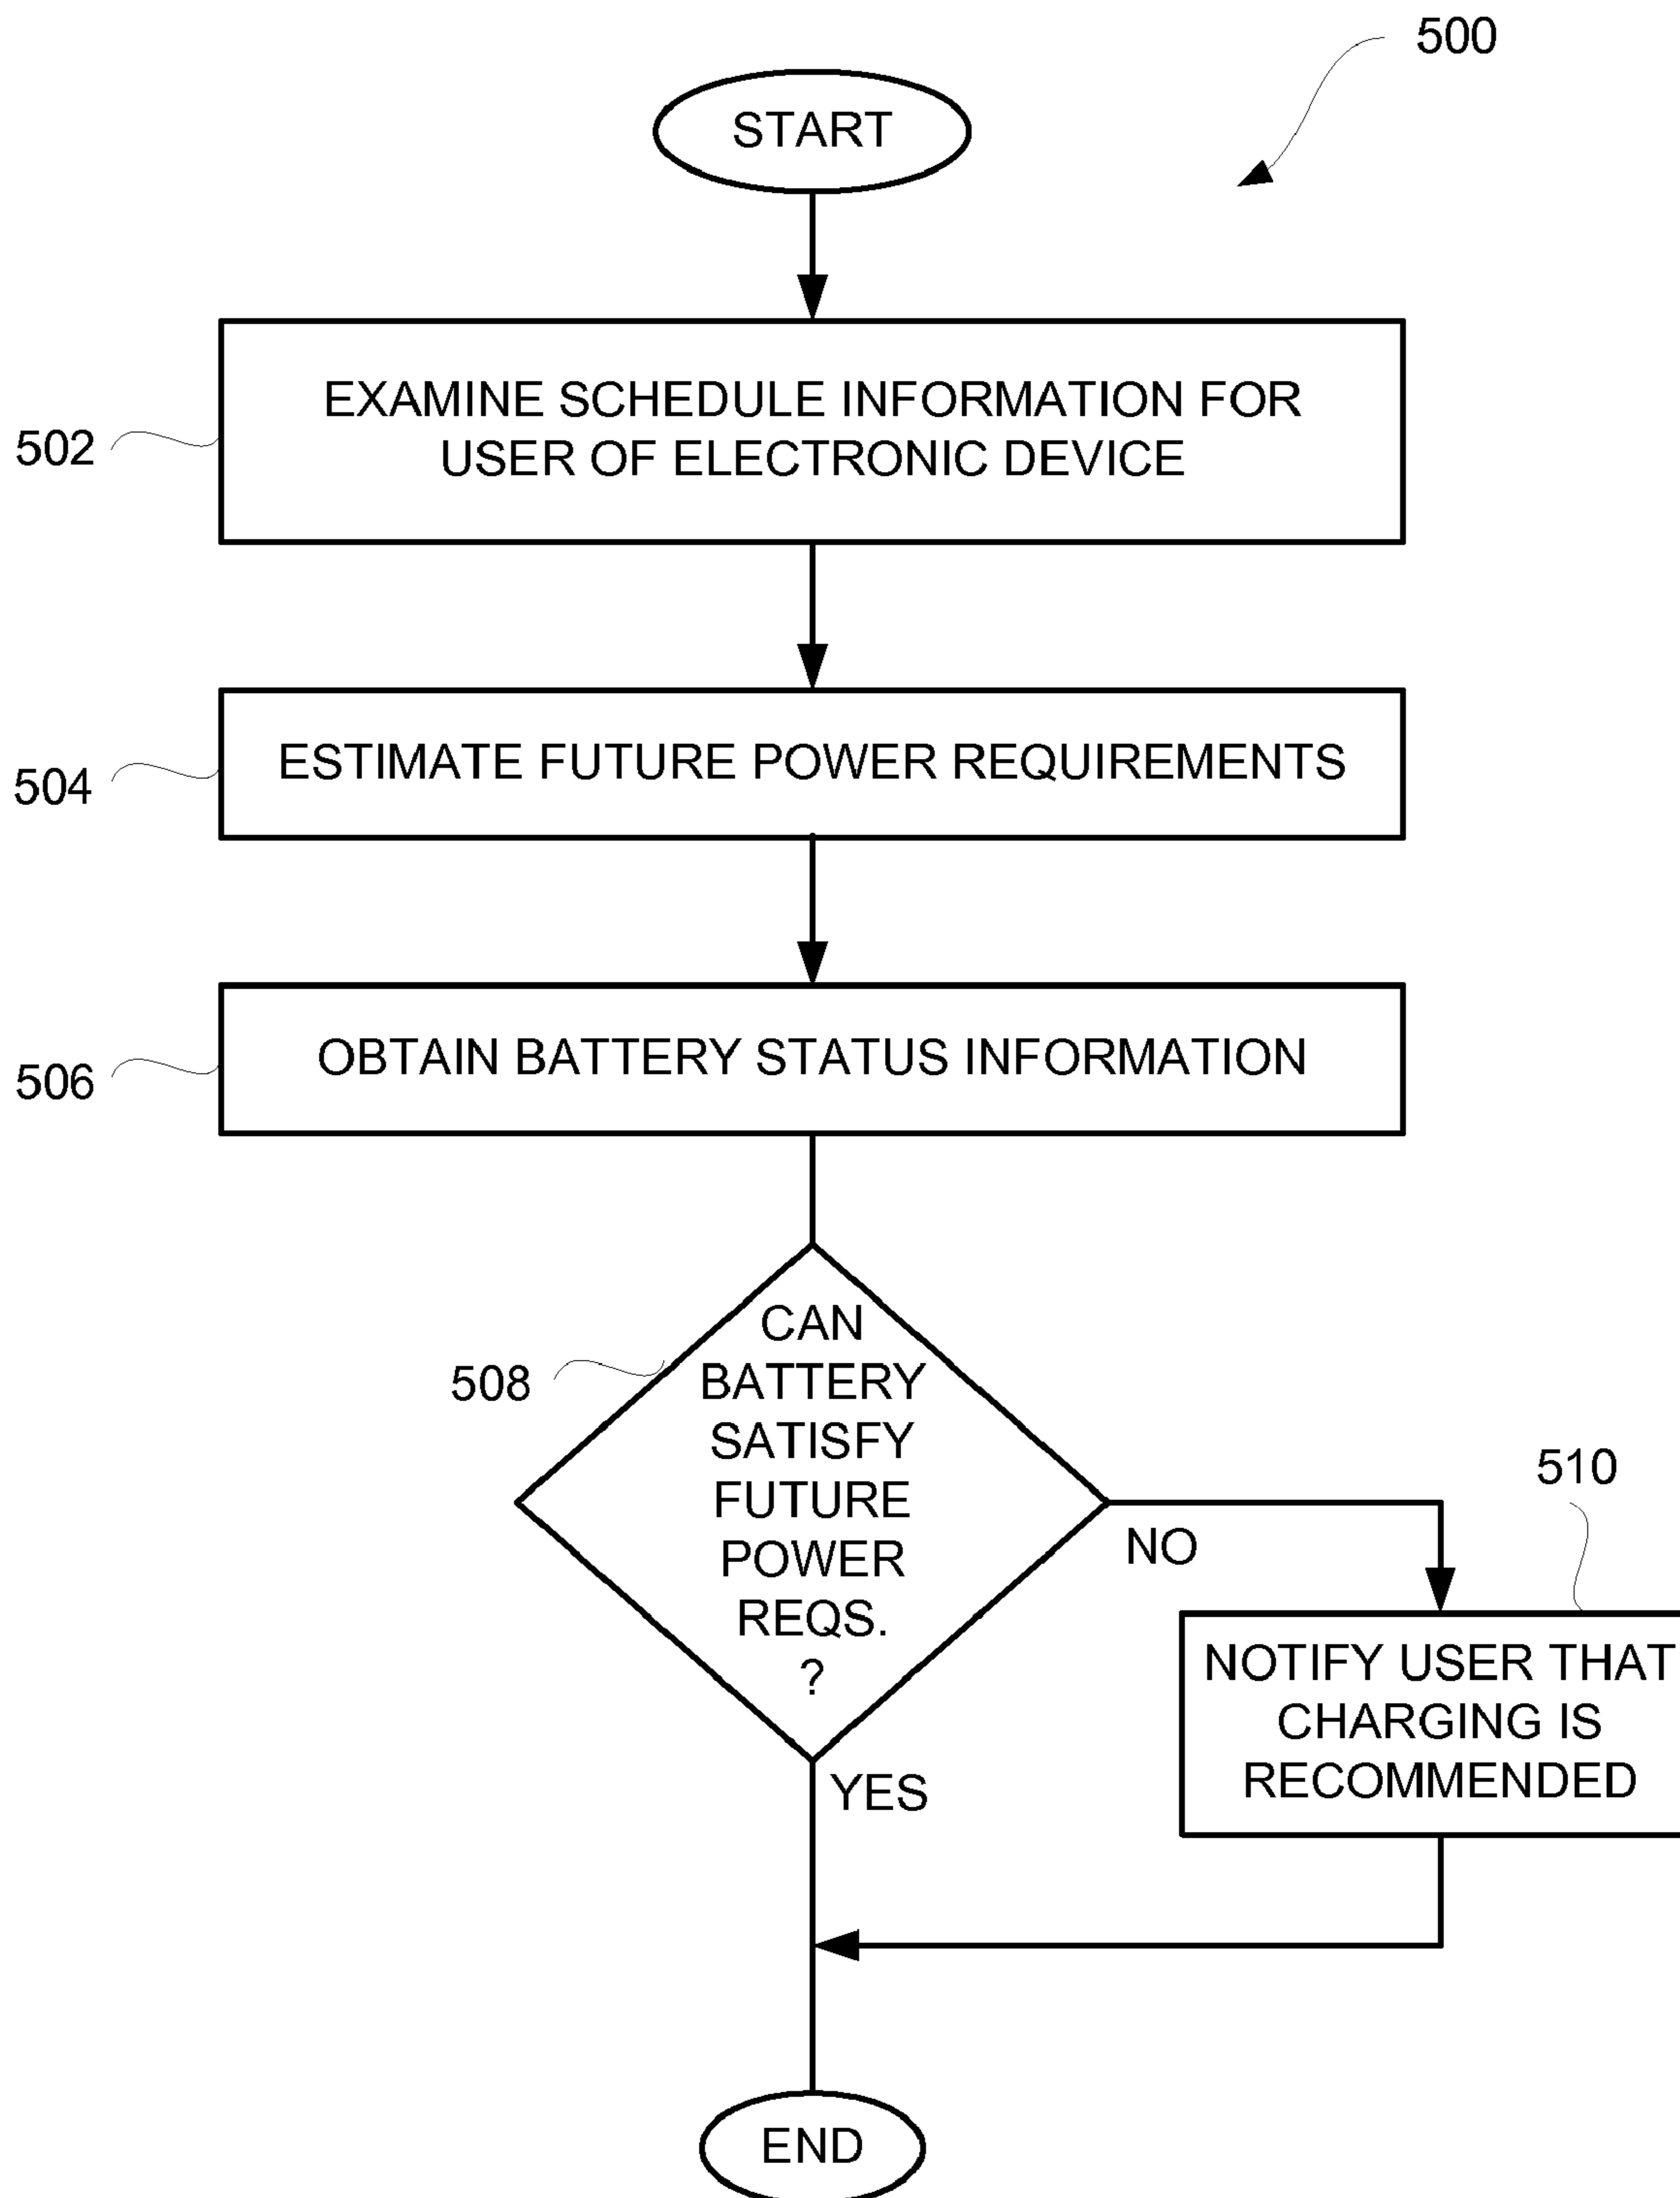 500
START
502
EXAMINE SCHEDULE INFORMATION FOR
USER OF ELECTRONIC DEVICE
504
ESTIMATE FUTURE POWER REQUIREMENTS
506
OBTAIN BATTERY STATUS INFORMATION
508
CAN
BATTERY
SATISFY
FUTURE
POWER
REQS.
?
NO
510
NOTIFY USER THAT
CHARGING IS
RECOMMENDED
YES
END